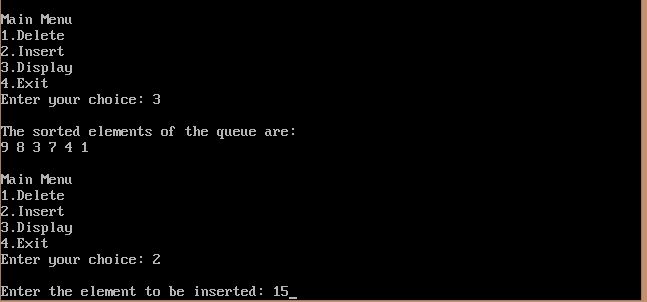 Main Menu
1.Delete
2.Insert
3.Display
4.Exit
Enter your choice: 3
The sorted elements of the queue are:
9 8 3 7 4 1
Main Menu
1.Delete
2.Insert
3.Display
4.Exit
Enter your choice: 2
Enter the element to be inserted: 15_